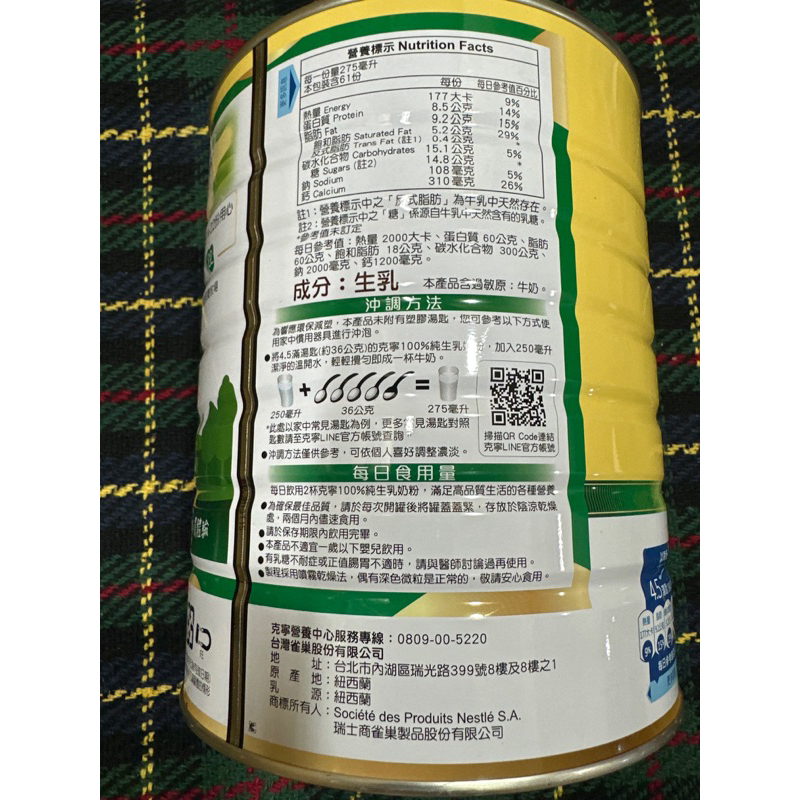 營養標示 Nutrition Facts
每一份量275毫升
本包裝含61份
每份 每日參考值百分比
熱量 Energy 177大卡 9%
蛋白質 Protein 8.5公克 14%
脂肪 Fat 9.2公克 15%
飽和脂肪 Saturated Fat 5.2公克 29%
反式脂肪 Trans Fat (註1) 0.4公克 *
碳水化合物 Carbohydrates 15.1公克 5%
糖 Sugars (註2) 14.8公克 *
鈉 Sodium 108毫克 5%
鈣 Calcium 310毫克 26%
註1：營養標示中之「反式脂肪」為牛乳中天然存在。
註2：營養標示中之「糖」係源自牛乳中天然含有的乳糖。
*參考值未訂定
每日參考值：熱量 2000大卡、蛋白質 60公克、脂肪
60公克、飽和脂肪 18公克、碳水化合物 300公克、
鈉 2000毫克、鈣1200毫克。
成分：生乳 本產品含過敏原：牛奶。
沖調方法
為響應環保減塑，本產品未附有塑膠湯匙，您可參考以下方式使
用家中慣用器具進行沖泡。
●將4.5滿湯匙(約36公克)的克寧100%純生乳奶粉，加入250毫升
潔淨的溫開水，輕輕攪勻即成一杯牛奶。
+ =
250毫升 36公克 275毫升
*此處以家中常見湯匙為例，更多常見湯匙對照
匙數請至克寧LINE官方帳號查詢。
●沖調方法僅供參考，可依個人喜好調整濃淡。
掃描QR Code連結
克寧LINE官方帳號
每日食用量
每日飲用2杯克寧100%純生乳奶粉，滿足高品質生活的各種營養
●為確保最佳品質，請於每次開罐後將罐蓋蓋緊，存放於陰涼乾燥
處，兩個月內儘速食用。
●請於保存期限內飲用完畢。
●本產品不適宜一歲以下嬰兒飲用。
●有乳糖不耐症或正值腸胃不適時，請與醫師討論過再使用。
●製程採用噴霧乾燥法，偶有深色微粒是正常的，敬請安心食用。
克寧營養中心服務專線：0809-00-5220
台灣雀巢股份有限公司
地 址：台北市內湖區瑞光路399號8樓及8樓之1
原 產 地：紐西蘭
乳 源：紐西蘭
商標所有人：Société des Produits Nestlé S.A.
瑞士商雀巢製品股份有限公司